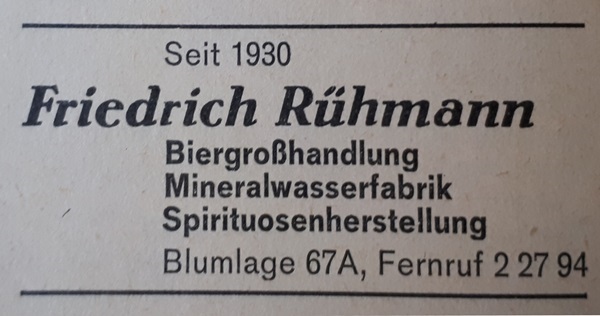 Seit 1930
Friedrich Rühmann
Biergroßhandlung
Mineralwasserfabrik
Spirituosenherstellung
Blumlage 67A, Fernruf 2 27 94